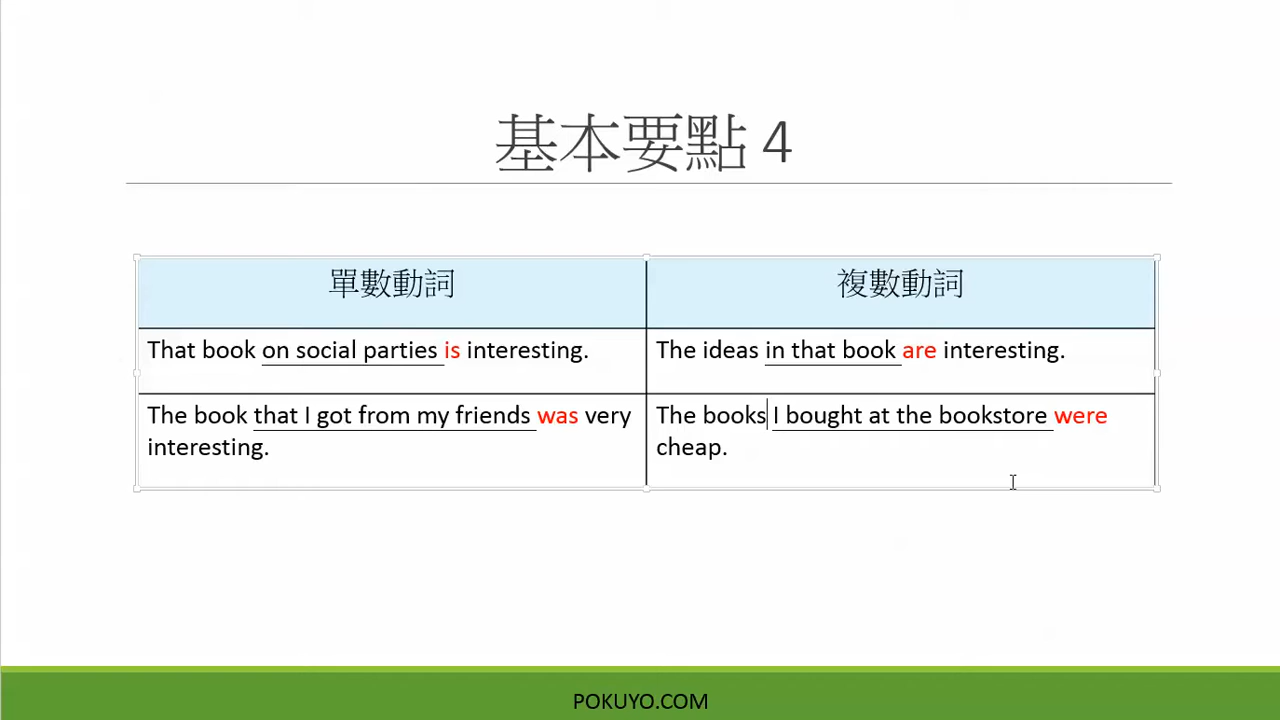 基本要點 4
單數動詞
複數動詞
That book on social parties is interesting.
The ideas in that book are interesting.
The book that I got from my friends was very
interesting.
The books I bought at the bookstore were
cheap.
POKUYO.COM